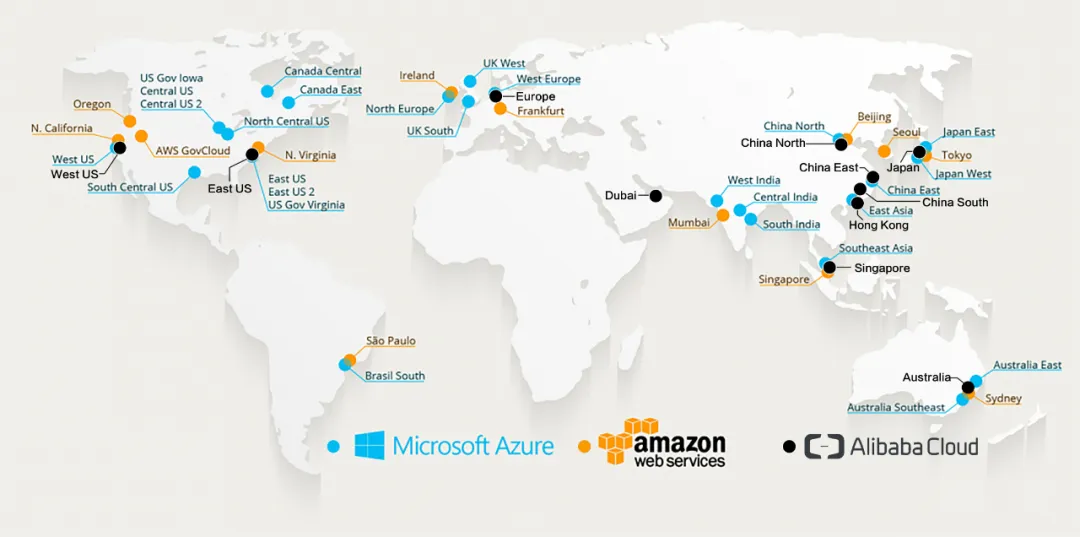 US Gov Iowa
Central US
Central US 2
Canada Central
Canada East
North Central US
Oregon
N. California
AWS GovCloud
West US
West US
South Central US
East US
N. Virginia
East US
East US 2
US Gov Virginia
Ireland
North Europe
UK West
West Europe
Europe
Frankfurt
UK South
Beijing
China North
China North
Seoul
Japan East
Tokyo
Japan
Japan West
China East
China East
China South
East Asia
Hong Kong
West India
Central India
Dubai
Mumbai
South India
Southeast Asia
Singapore
Singapore
São Paulo
Brasil South
Australia East
Australia
Australia Southeast
Sydney
Microsoft Azure
amazon
web services
Alibaba Cloud